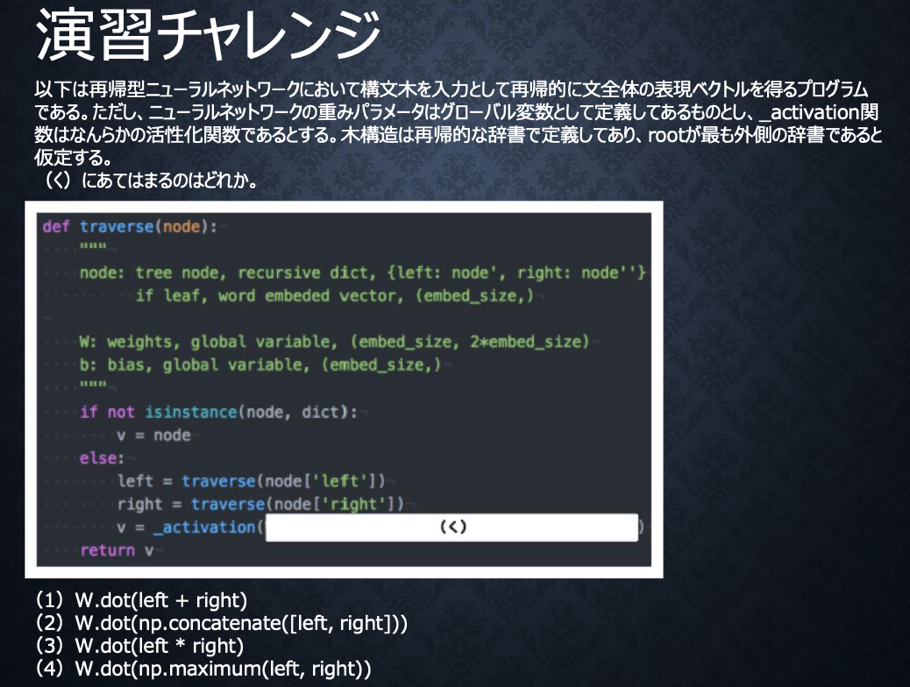 演習チャレンジ
以下は再帰型ニューラルネットワークにおいて構文木を入力として再帰的に文全体の表現ベクトルを得るプログラム
である。ただし、ニューラルネットワークの重みパラメータはグローバル変数として定義してあるものとし、_activation関
数はなんらかの活性化関数であるとする。木構造は再帰的な辞書で定義してあり、rootが最も外側の辞書であると
仮定する。
（く）にあてはまるのはどれか。
def traverse(node):
"""
node: tree node, recursive dict, {left: node', right: node''}
if leaf, word embeded vector, (embed_size,)
W: weights, global variable, (embed_size, 2*embed_size)
b: bias, global variable, (embed_size,)
"""
if not isinstance(node, dict):
v = node
else:
left = traverse(node['left'])
right = traverse(node['right'])
v = _activation( （く） )
return v
（1）W.dot(left + right)
（2）W.dot(np.concatenate([left, right]))
（3）W.dot(left * right)
（4）W.dot(np.maximum(left, right))